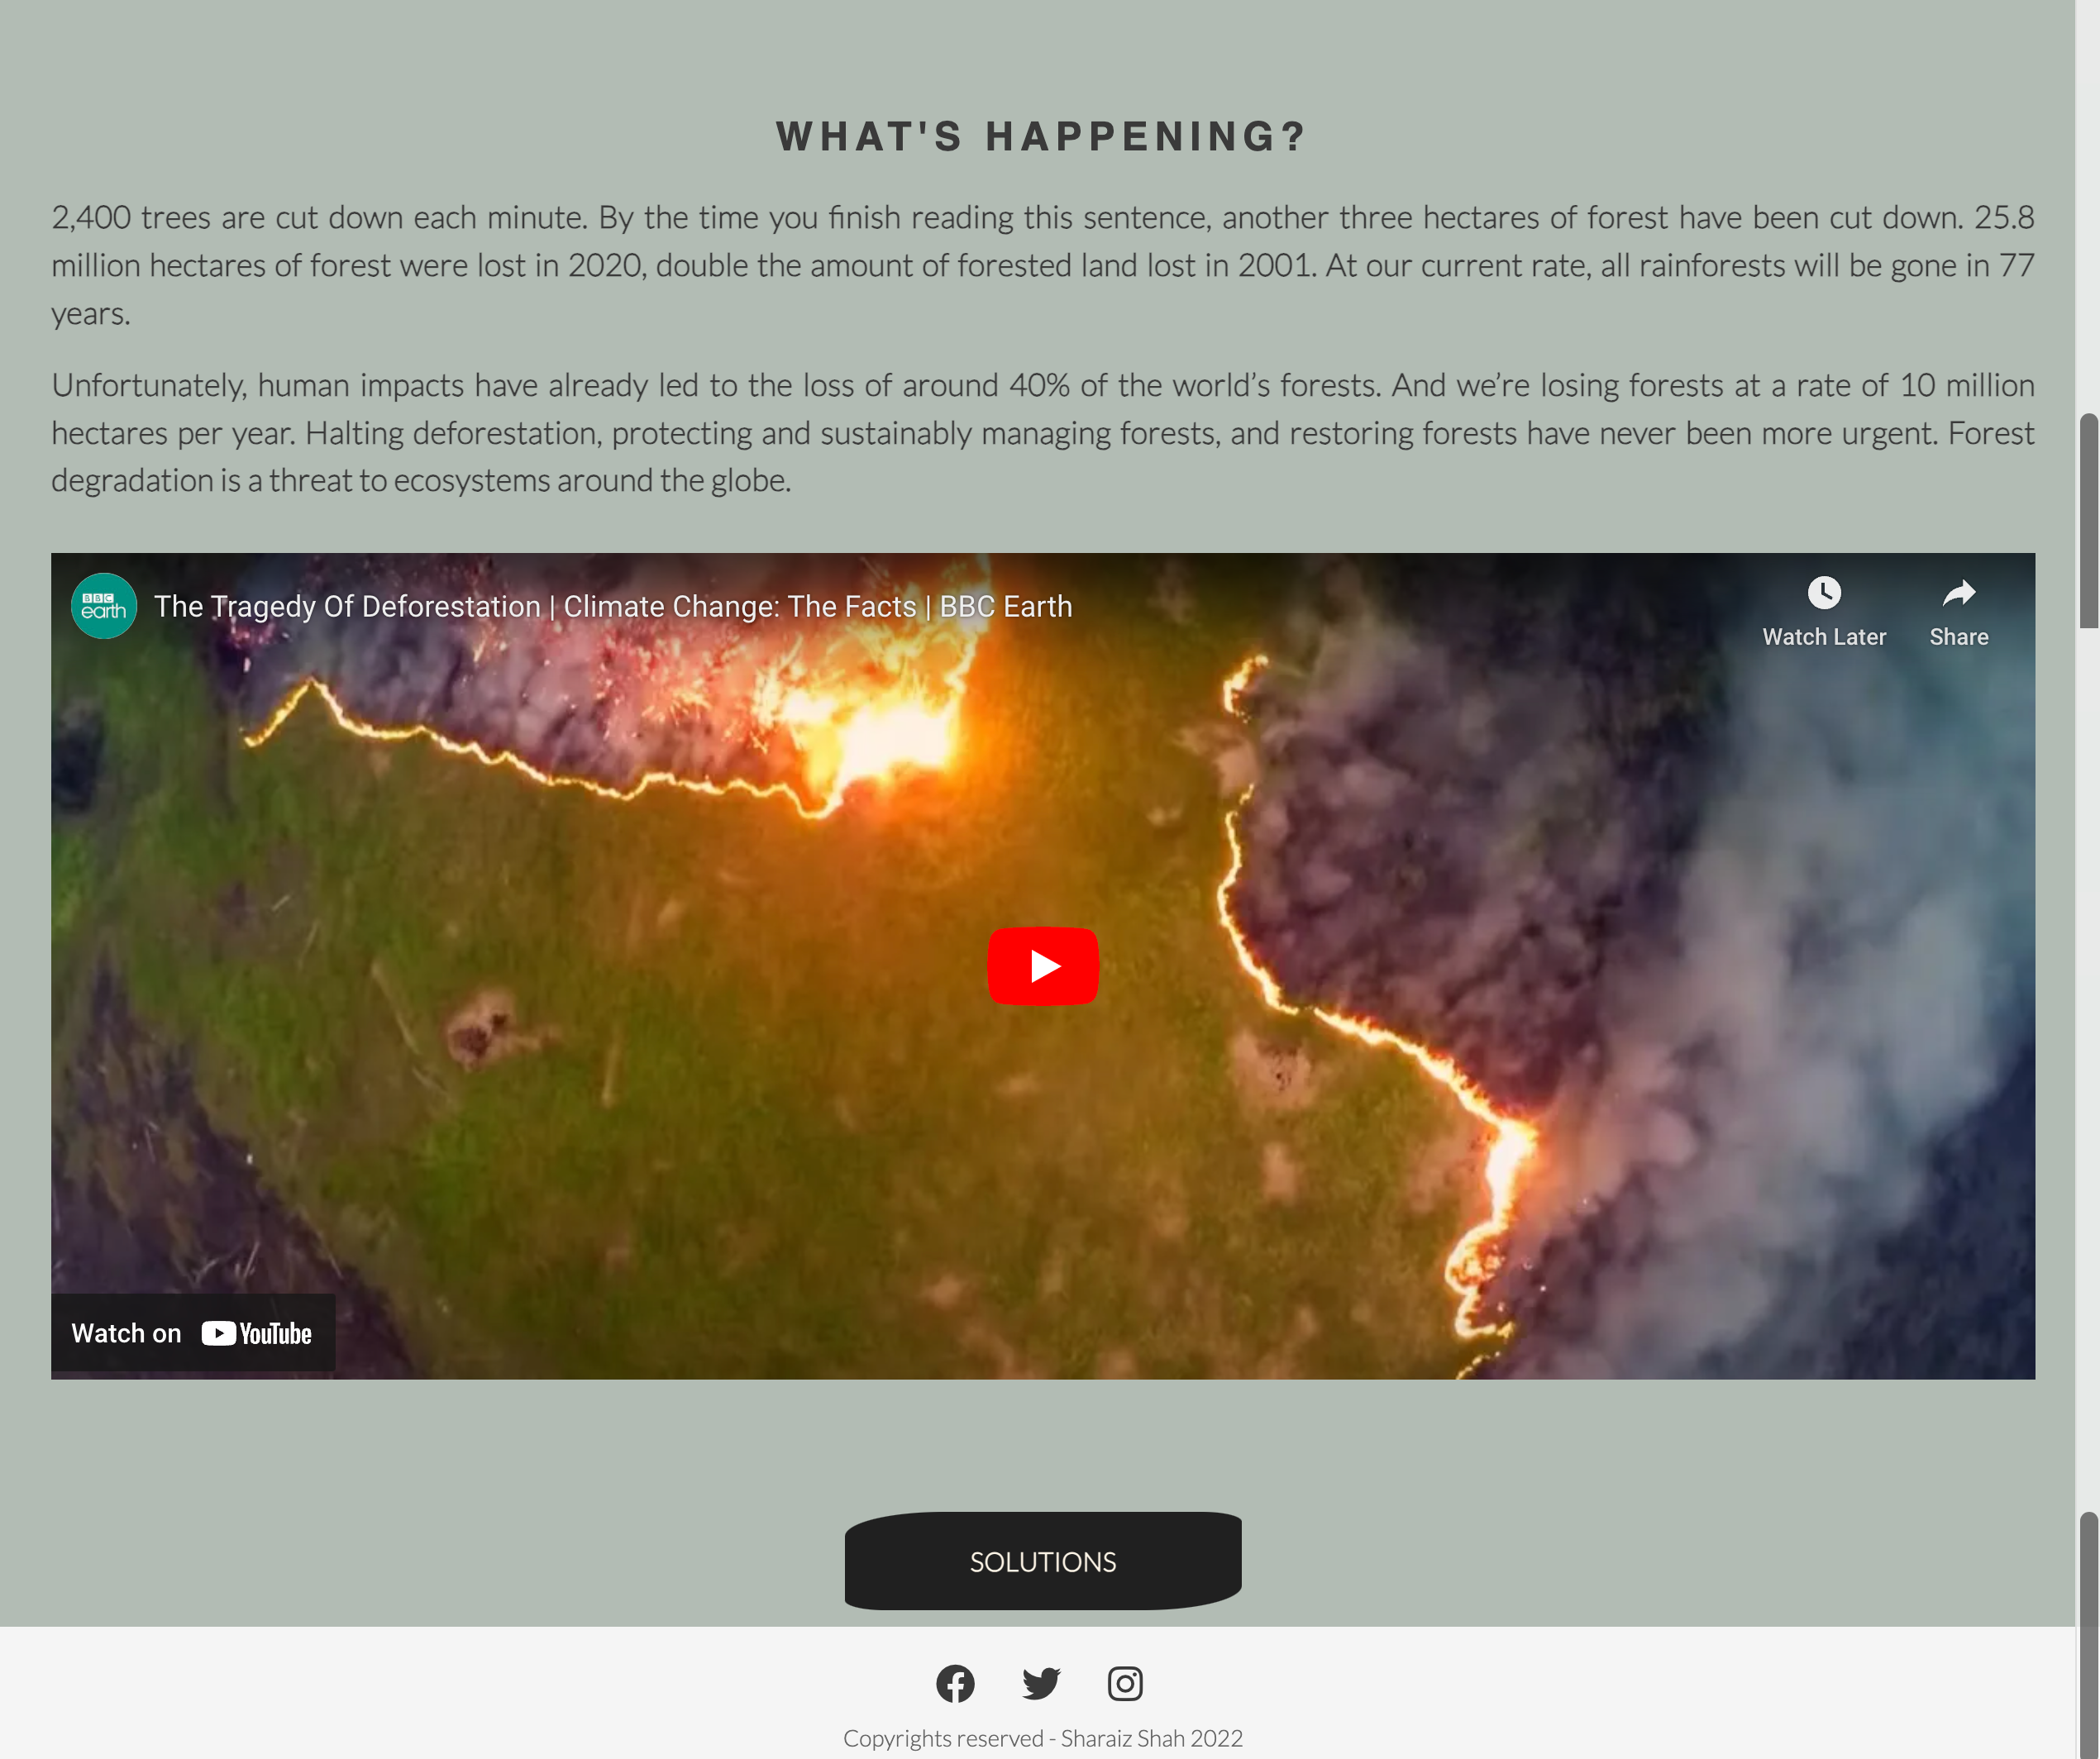 WHAT'S HAPPENING?
2,400 trees are cut down each minute. By the time you finish reading this sentence, another three hectares of forest have been cut down. 25.8
million hectares of forest were lost in 2020, double the amount of forested land lost in 2001. At our current rate, all rainforests will be gone in 77
years.
Unfortunately, human impacts have already led to the loss of around 40% of the world’s forests. And we’re losing forests at a rate of 10 million
hectares per year. Halting deforestation, protecting and sustainably managing forests, and restoring forests have never been more urgent. Forest
degradation is a threat to ecosystems around the globe.
BBC
earth
The Tragedy Of Deforestation | Climate Change: The Facts | BBC Earth
Watch Later
Share
Watch on YouTube
SOLUTIONS
Copyrights reserved - Sharaiz Shah 2022